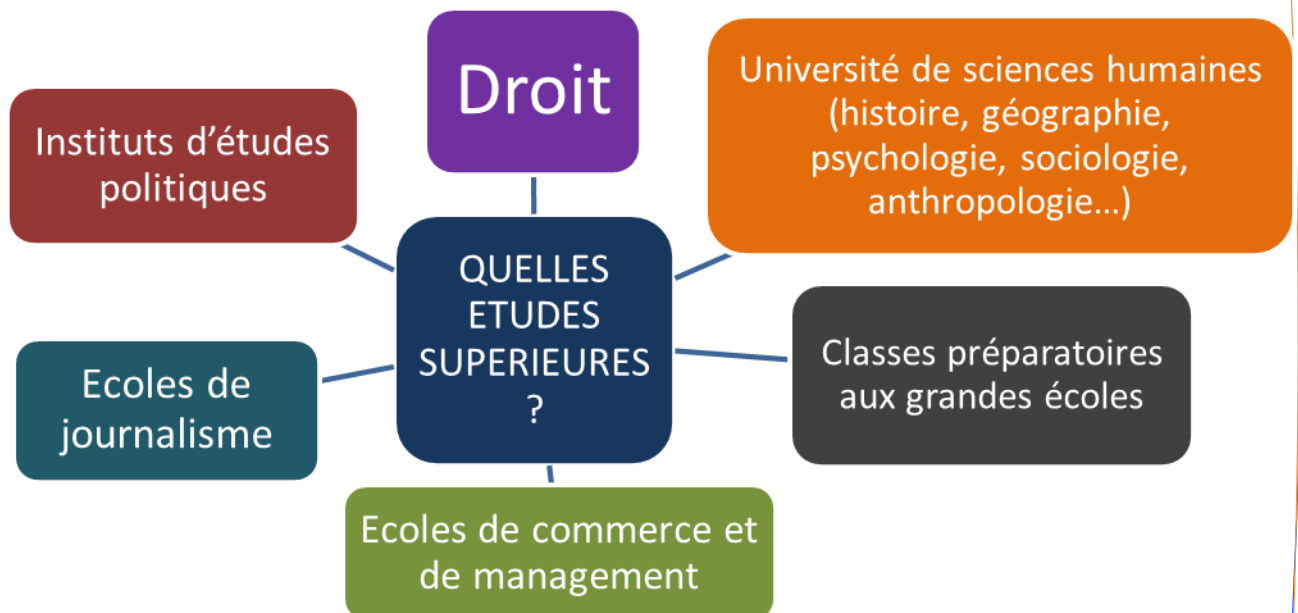 Droit
Université de sciences humaines
(histoire, géographie,
psychologie, sociologie,
anthropologie...)
Instituts d’études
politiques
QUELLES
ETUDES
SUPERIEURES
?
Classes préparatoires
aux grandes écoles
Ecoles de
journalisme
Ecoles de commerce et
de management